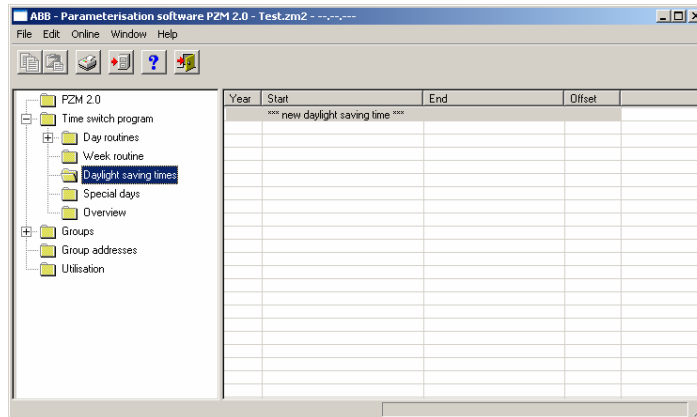 ABB - Parameterisation software PZM 2.0 - Test.zm2 - --,--,---
File Edit Online Window Help
PZM 2.0
Time switch program
Day routines
Week routine
Daylight saving times
Special days
Overview
Groups
Group addresses
Utilisation
Year Start End Offset
*** new daylight saving time ***